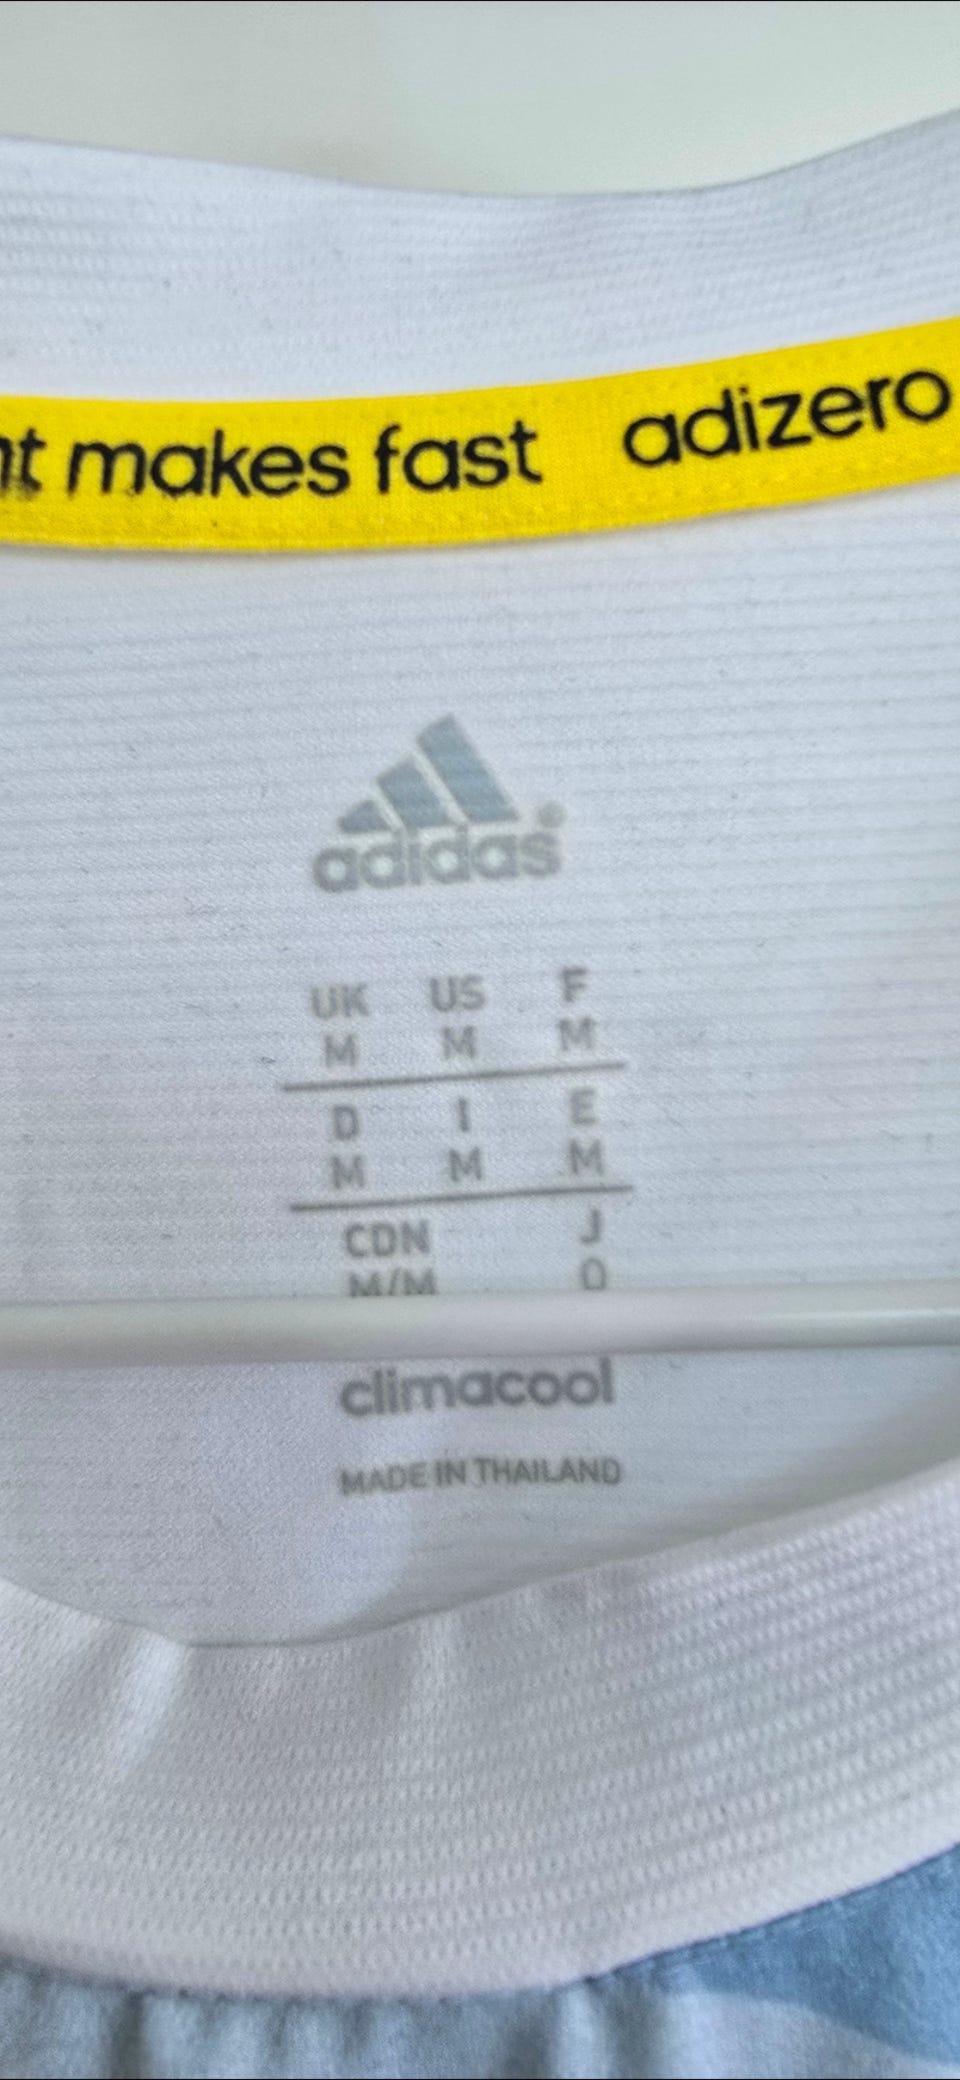 makes fast adizero
adidas®
UK US F
M M M
D I E
M M M
CDN J
M/M O
climacool
MADE IN THAILAND